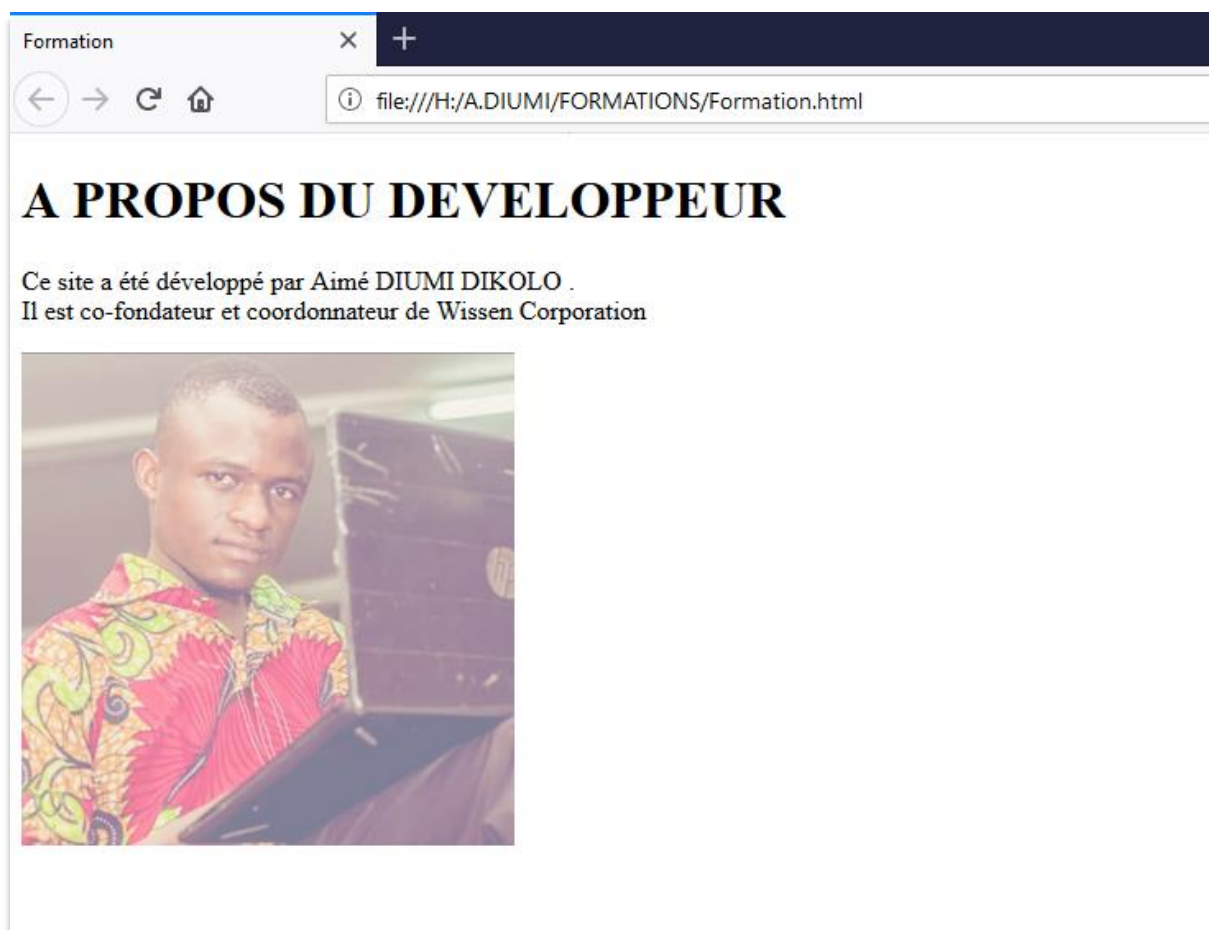 Formation
file:///H:/A.DIUMI/FORMATIONS/Formation.html
A PROPOS DU DEVELOPPEUR
Ce site a été développé par Aimé DIUMI DIKOLO .
Il est co-fondateur et coordonnateur de Wissen Corporation
hp